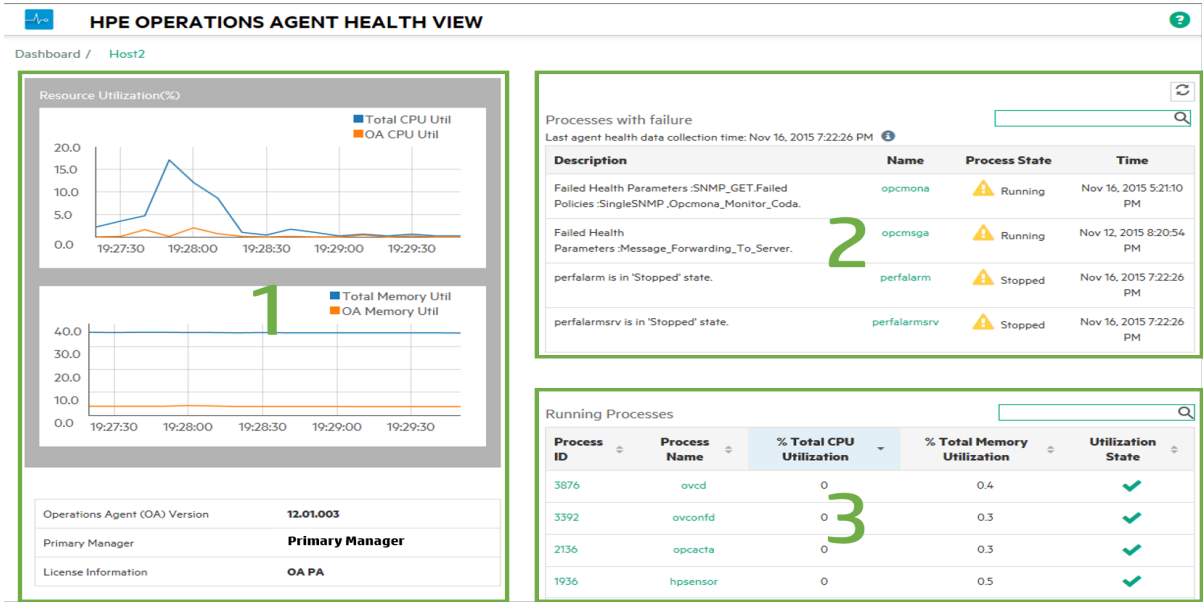 HPE OPERATIONS AGENT HEALTH VIEW
?
Dashboard / Host2
Resource Utilization(%)
Total CPU Util
OA CPU Util
20.0
15.0
10.0
5.0
0.0
19:27:30 19:28:00 19:28:30 19:29:00 19:29:30
Total Memory Util
OA Memory Util
40.0
30.0
20.0
10.0
0.0
19:27:30 19:28:00 19:28:30 19:29:00 19:29:30
1
Operations Agent (OA) Version 12.01.003
Primary Manager Primary Manager
License Information OA PA
Processes with failure
Last agent health data collection time: Nov 16, 2015 7:22:26 PM
Description Name Process State Time
Failed Health Parameters :SNMP_GET.Failed opcmona Running Nov 16, 2015 5:21:10
Policies :SingleSNMP ,Opcmona_Monitor_Coda. PM
Failed Health opcmsga Running Nov 12, 2015 8:20:54
Parameters :Message_Forwarding_To_Server. PM
perfalarm is in 'Stopped' state. perfalarm Stopped Nov 16, 2015 7:22:26
PM
perfalarmsrv is in 'Stopped' state. perfalarmsrv Stopped Nov 16, 2015 7:22:26
PM
2
Running Processes
Process Process % Total CPU % Total Memory Utilization
ID Name Utilization Utilization State
3876 ovcd 0 0.4
3392 ovconfd 0 0.3
2136 opcacta 0 0.3
1936 hpsensor 0 0.5
3